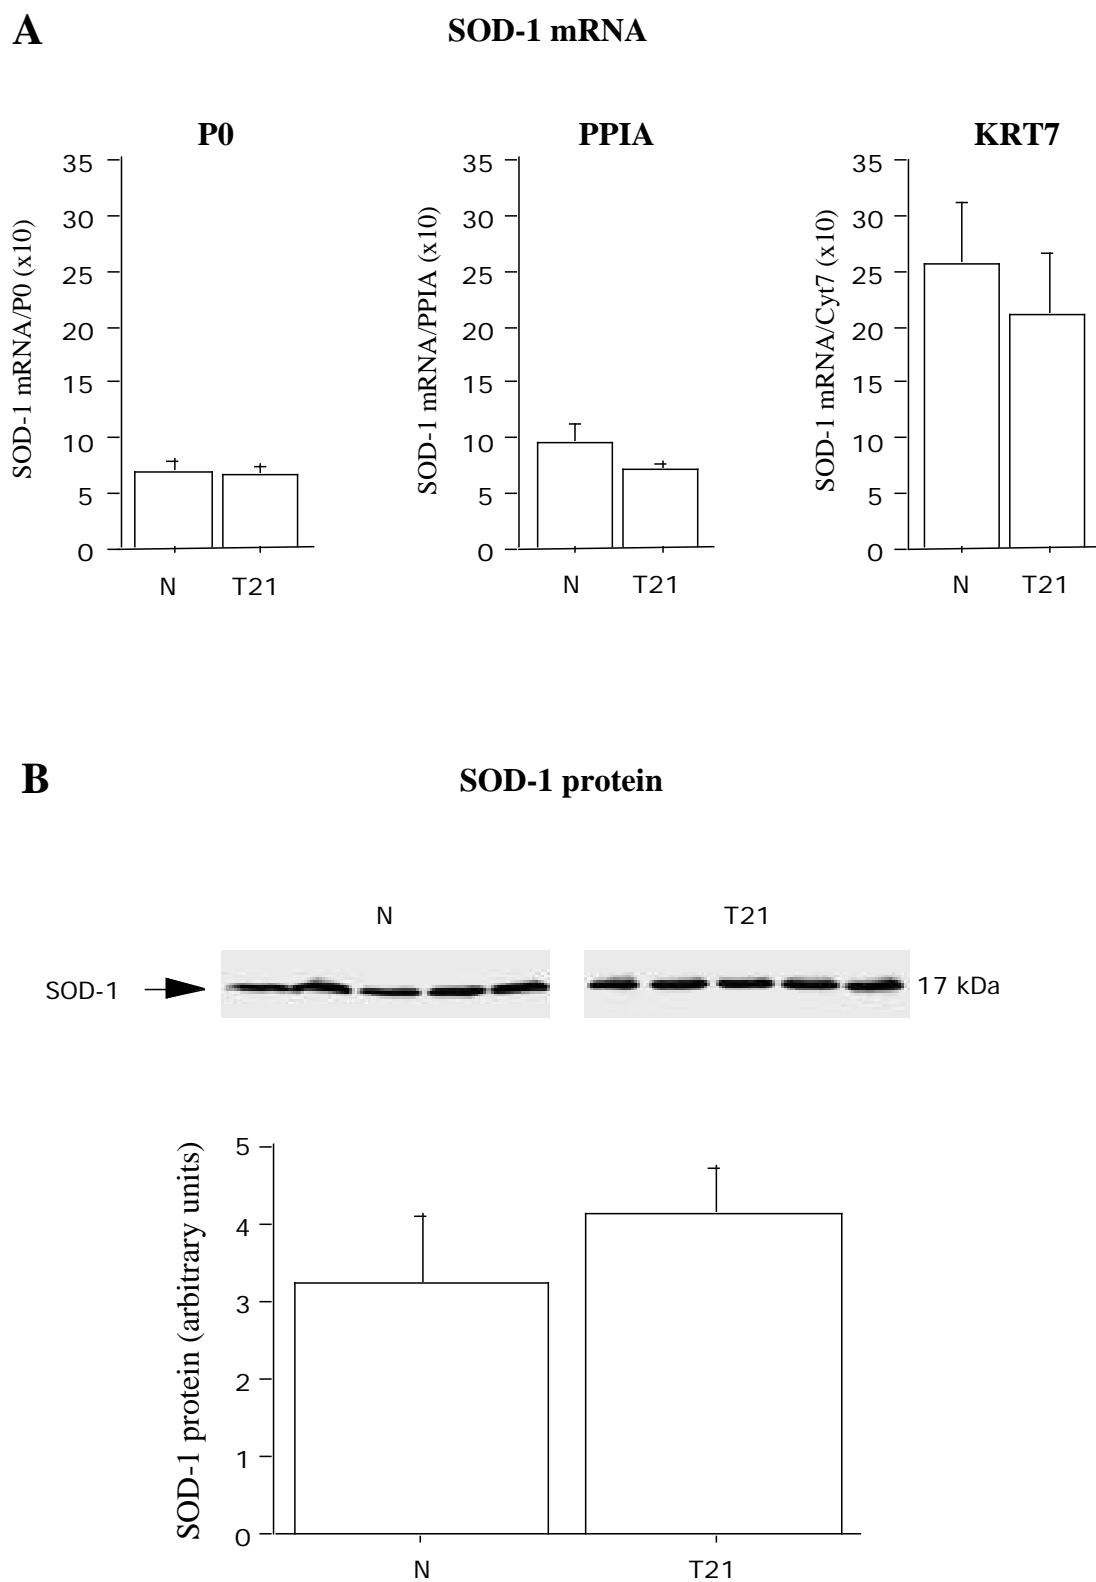 A
SOD-1 mRNA
P0
SOD-1 mRNA/P0 (x10)
35
30
25
20
15
10
5
0
N T21
PPIA
SOD-1 mRNA/PPIA (x10)
35
30
25
20
15
10
5
0
N T21
KRT7
SOD-1 mRNA/Cyt7 (x10)
35
30
25
20
15
10
5
0
N T21
B
SOD-1 protein
N T21
SOD-1 17 kDa
SOD-1 protein (arbitrary units)
5
4
3
2
1
0
N T21